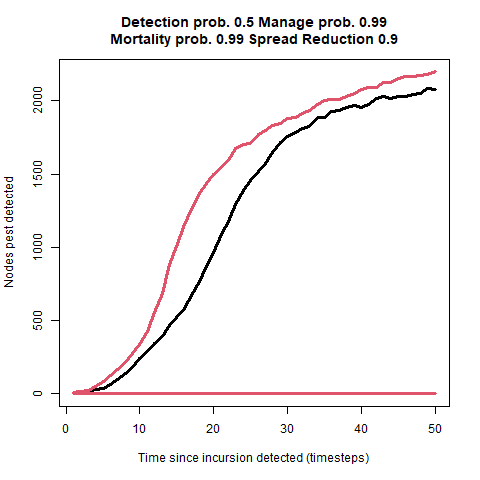 Detection prob. 0.5 Manage prob. 0.99
Mortality prob. 0.99 Spread Reduction 0.9
Nodes pest detected
2000
1500
1000
500
0
0 10 20 30 40 50
Time since incursion detected (timesteps)